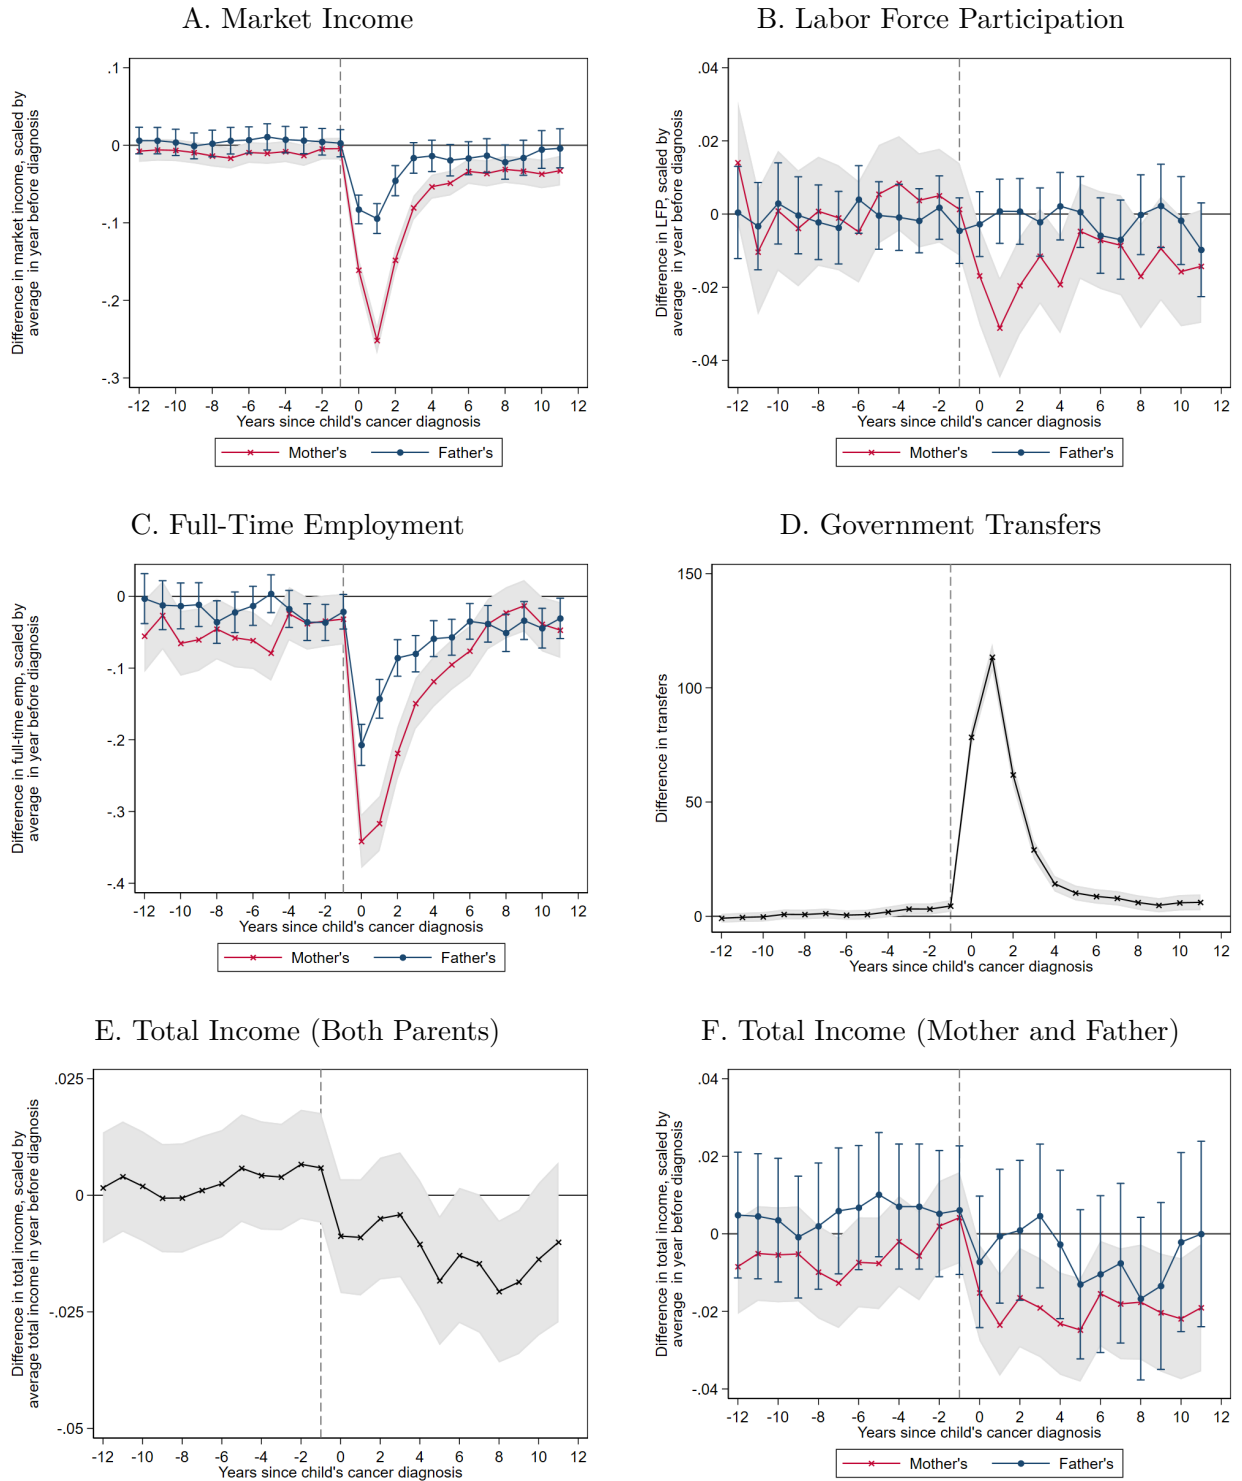 A. Market Income
Difference in market income, scaled by
average in year before diagnosis
.1
0
-.1
-.2
-.3
-12 -10 -8 -6 -4 -2 0 2 4 6 8 10 12
Years since child's cancer diagnosis
Mother's Father's
B. Labor Force Participation
Difference in LFP, scaled by
average in year before diagnosis
.04
.02
0
-.02
-.04
-12 -10 -8 -6 -4 -2 0 2 4 6 8 10 12
Years since child's cancer diagnosis
Mother's Father's
C. Full-Time Employment
Difference in full-time emp, scaled by
average in year before diagnosis
0
-.1
-.2
-.3
-.4
-12 -10 -8 -6 -4 -2 0 2 4 6 8 10 12
Years since child's cancer diagnosis
Mother's Father's
D. Government Transfers
Difference in transfers
150
100
50
0
-12 -10 -8 -6 -4 -2 0 2 4 6 8 10 12
Years since child's cancer diagnosis
E. Total Income (Both Parents)
Difference in total income, scaled by
average total income in year before diagnosis
.025
0
-.025
-.05
-12 -10 -8 -6 -4 -2 0 2 4 6 8 10 12
Years since child's cancer diagnosis
F. Total Income (Mother and Father)
Difference in total income, scaled by
average in year before diagnosis
.04
.02
0
-.02
-.04
-12 -10 -8 -6 -4 -2 0 2 4 6 8 10 12
Years since child's cancer diagnosis
Mother's Father's